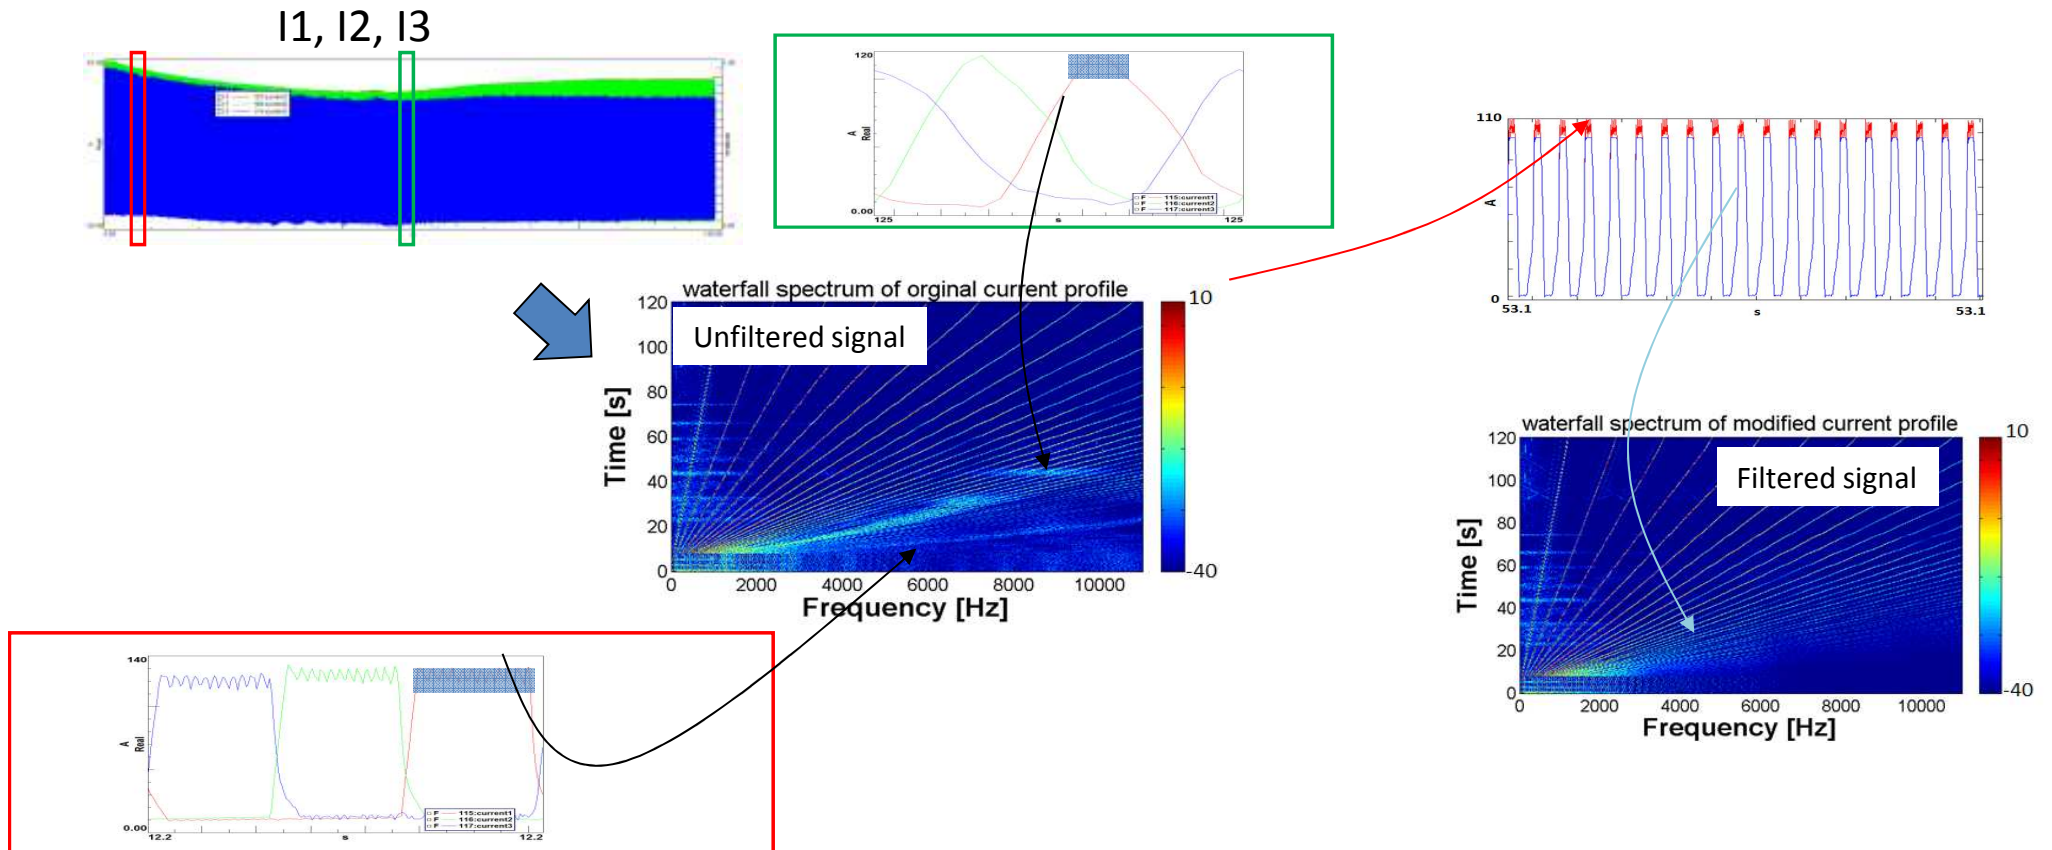 I1, I2, I3
120
A
Real
0.00
125
s
125
F 115:current1
F 116:current2
F 117:current3
110
A
0
53.1
s
53.1
waterfall spectrum of orginal current profile
Unfiltered signal
120
100
80
60
40
20
0
Time [s]
0 2000 4000 6000 8000 10000
Frequency [Hz]
10
-40
waterfall spectrum of modified current profile
Filtered signal
120
100
80
60
40
20
0
Time [s]
0 2000 4000 6000 8000 10000
Frequency [Hz]
10
-40
140
A
Real
0.00
12.2
s
12.2
F 115:current1
F 116:current2
F 117:current3